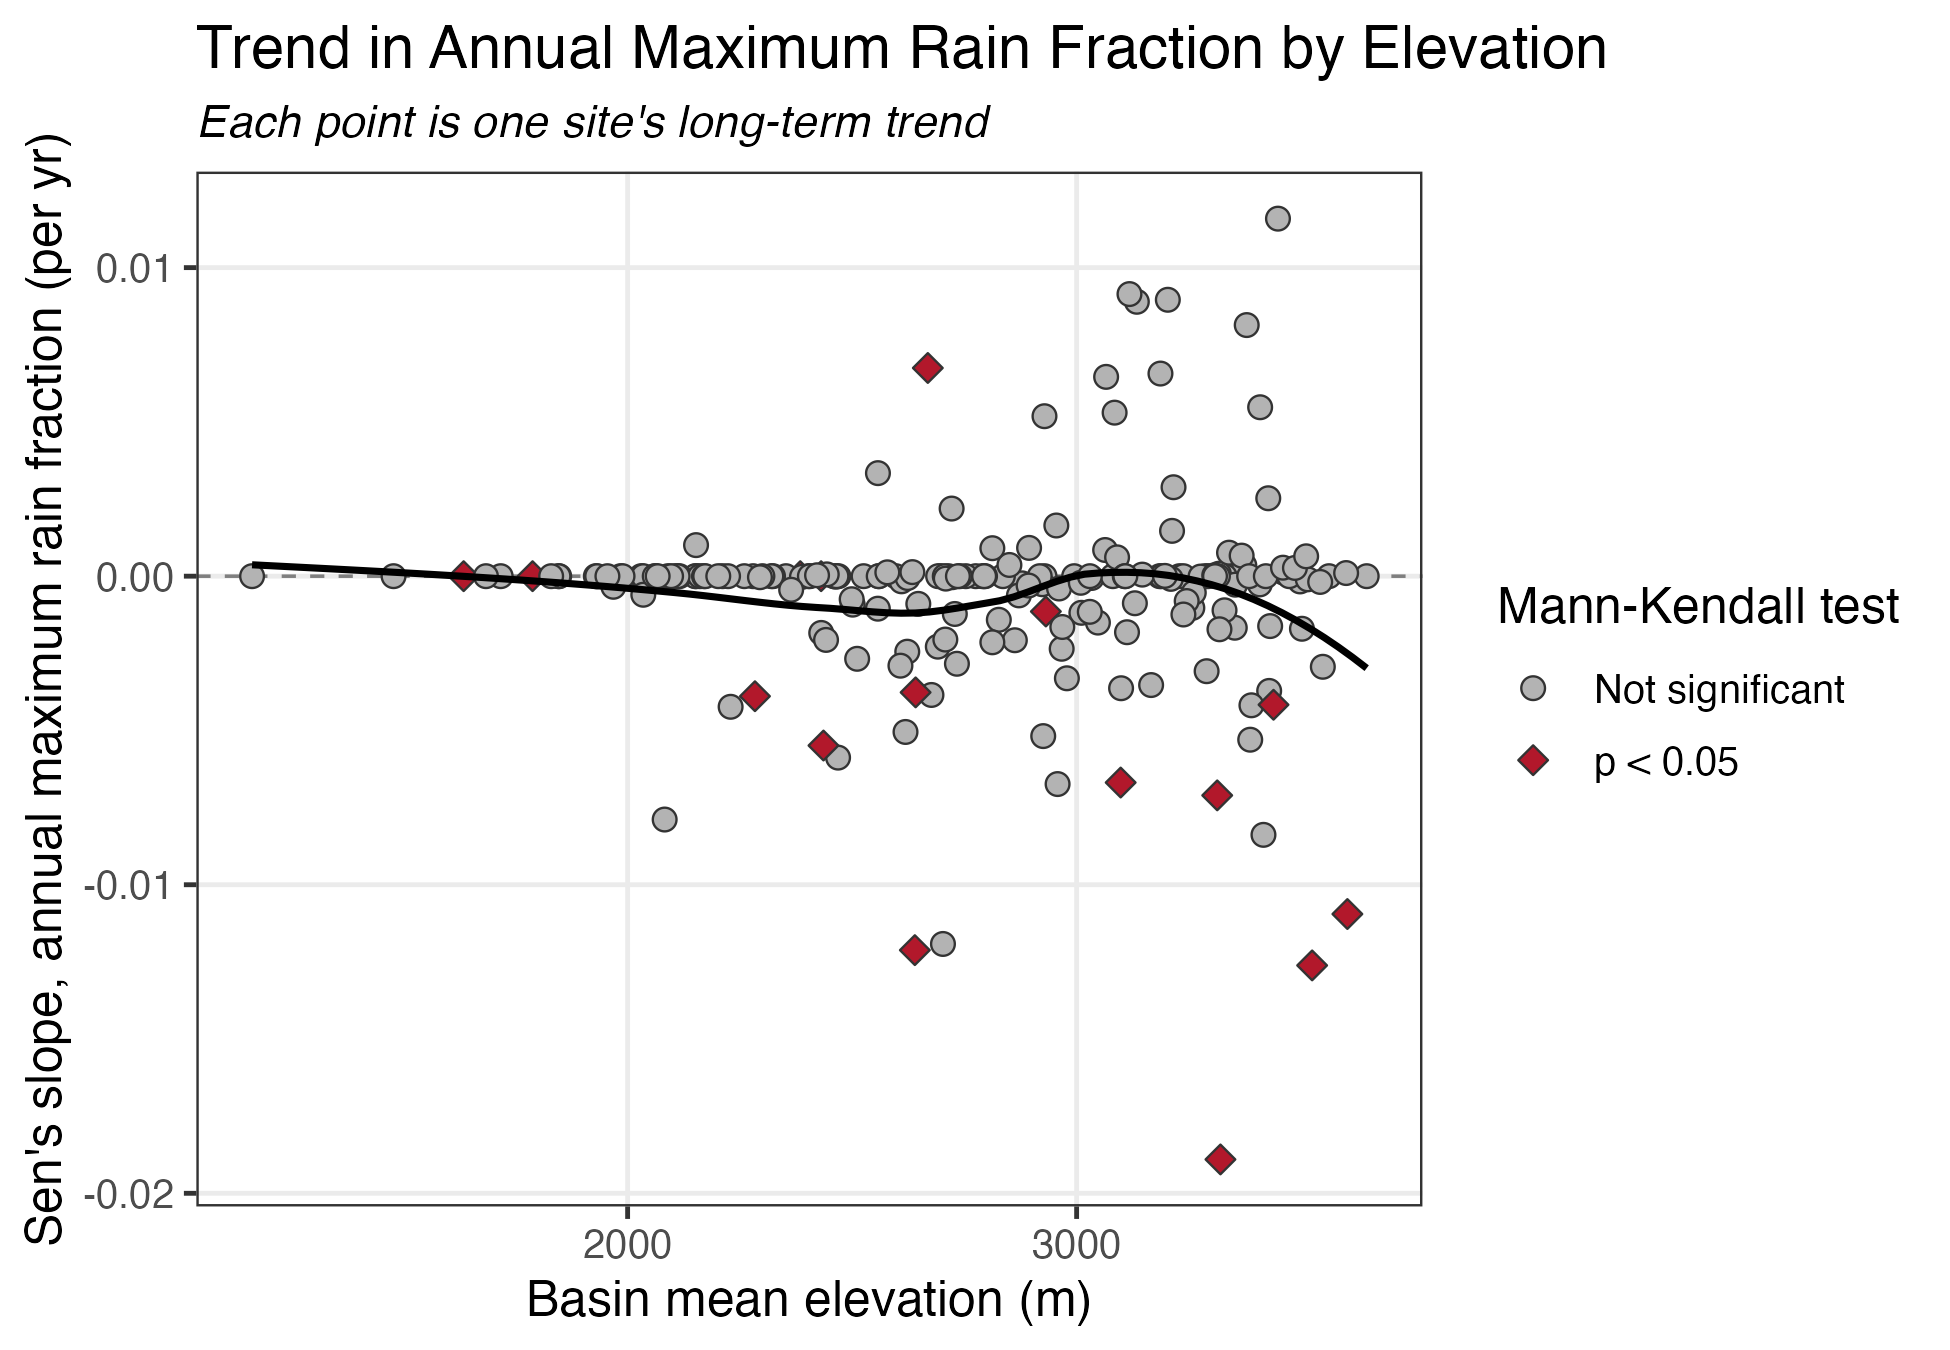 Trend in Annual Maximum Rain Fraction by Elevation
Each point is one site's long-term trend
Sen's slope, annual maximum rain fraction (per yr)
0.01
0.00
-0.01
-0.02
2000
3000
Basin mean elevation (m)
Mann-Kendall test
Not significant
p < 0.05